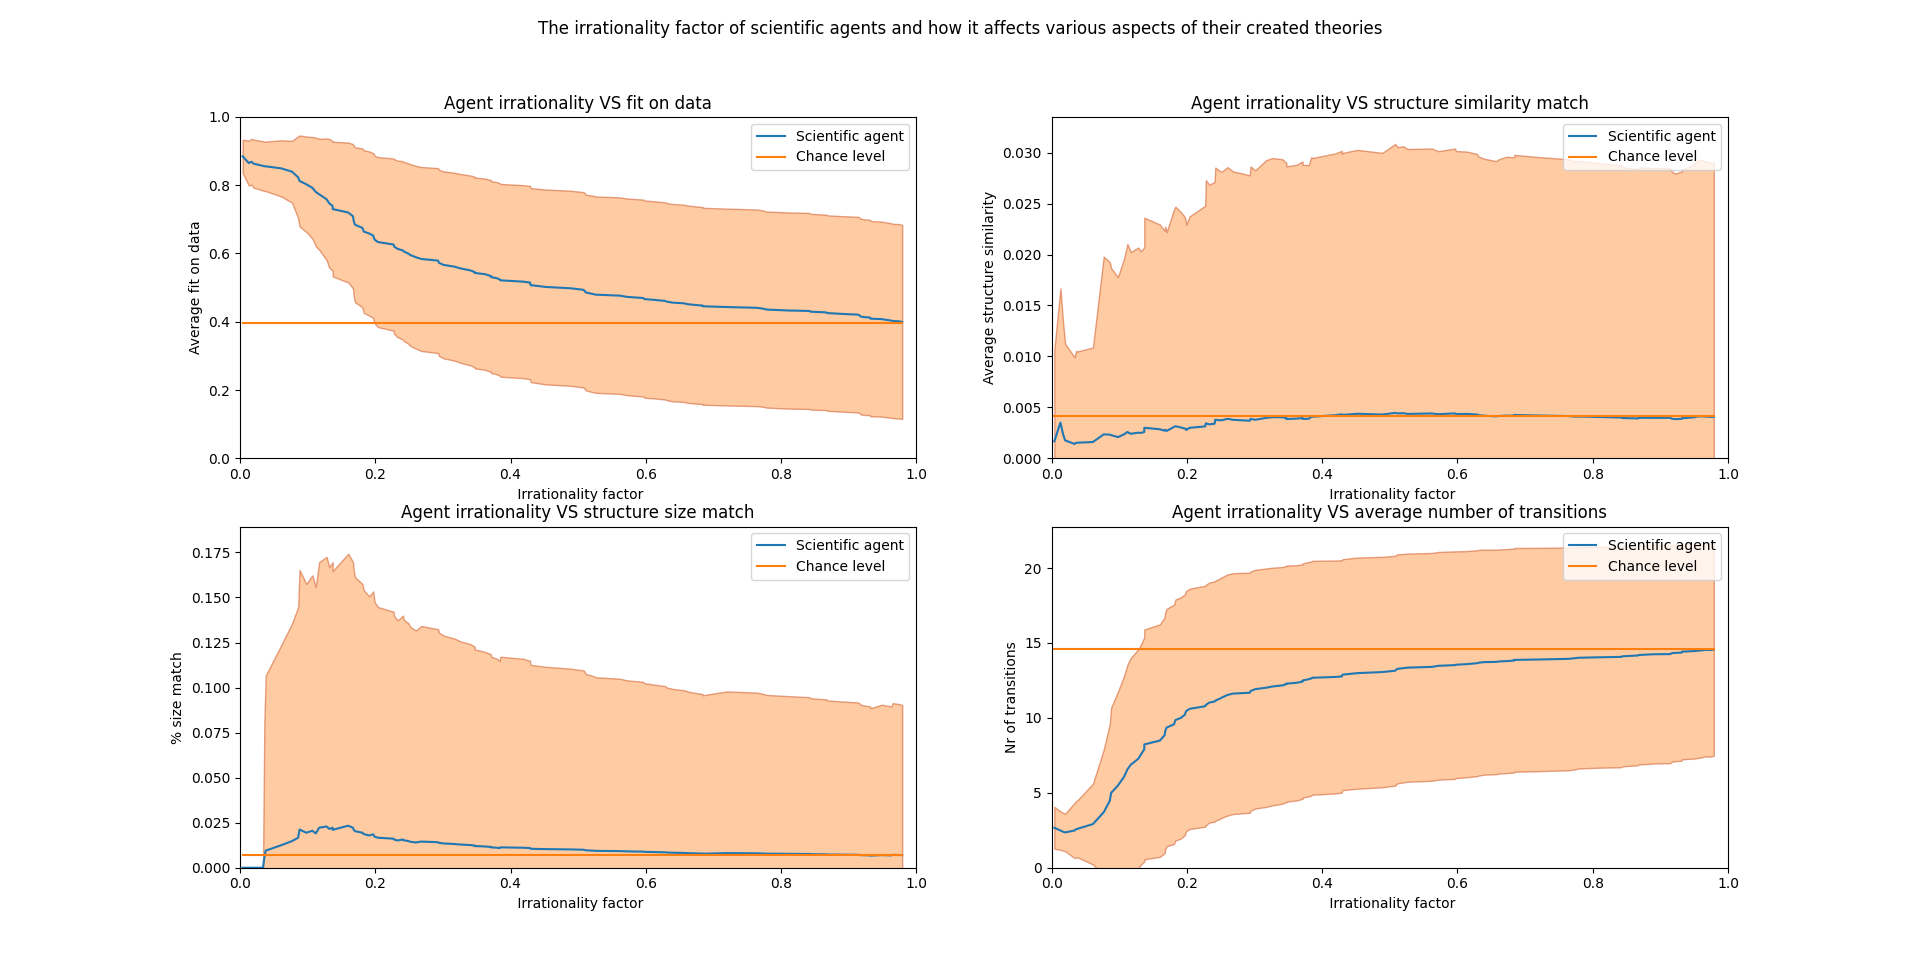 The irrationality factor of scientific agents and how it affects various aspects of their created theories
Agent irrationality VS fit on data
Average fit on data
1.0
0.8
0.6
0.4
0.2
0.0
0.0 0.2 0.4 0.6 0.8 1.0
Irrationality factor
Scientific agent
Chance level
Agent irrationality VS structure similarity match
Average structure similarity
0.030
0.025
0.020
0.015
0.010
0.005
0.000
0.0 0.2 0.4 0.6 0.8 1.0
Irrationality factor
Scientific agent
Chance level
Agent irrationality VS structure size match
% size match
0.175
0.150
0.125
0.100
0.075
0.050
0.025
0.000
0.0 0.2 0.4 0.6 0.8 1.0
Irrationality factor
Scientific agent
Chance level
Agent irrationality VS average number of transitions
Nr of transitions
20
15
10
5
0
0.0 0.2 0.4 0.6 0.8 1.0
Irrationality factor
Scientific agent
Chance level